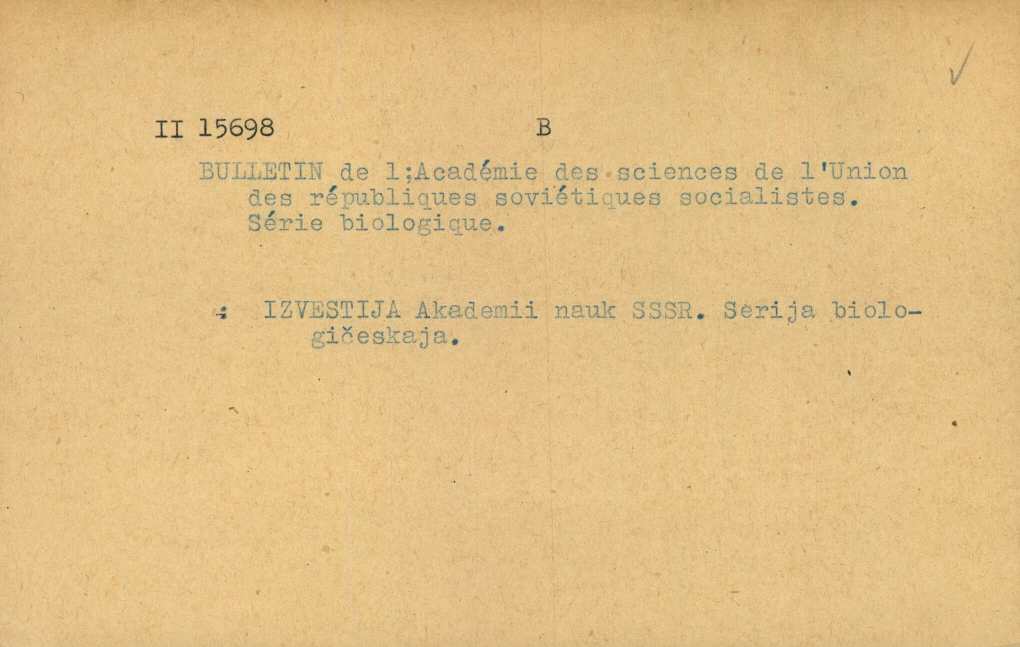 II 15698 B
BULLETIN de l;Académie des sciences de l'Union
des républiques soviétiques socialistes.
Série biologique.
: IZVESTIJA Akademii nauk SSSR. Serija biolo-
gičeskaja.